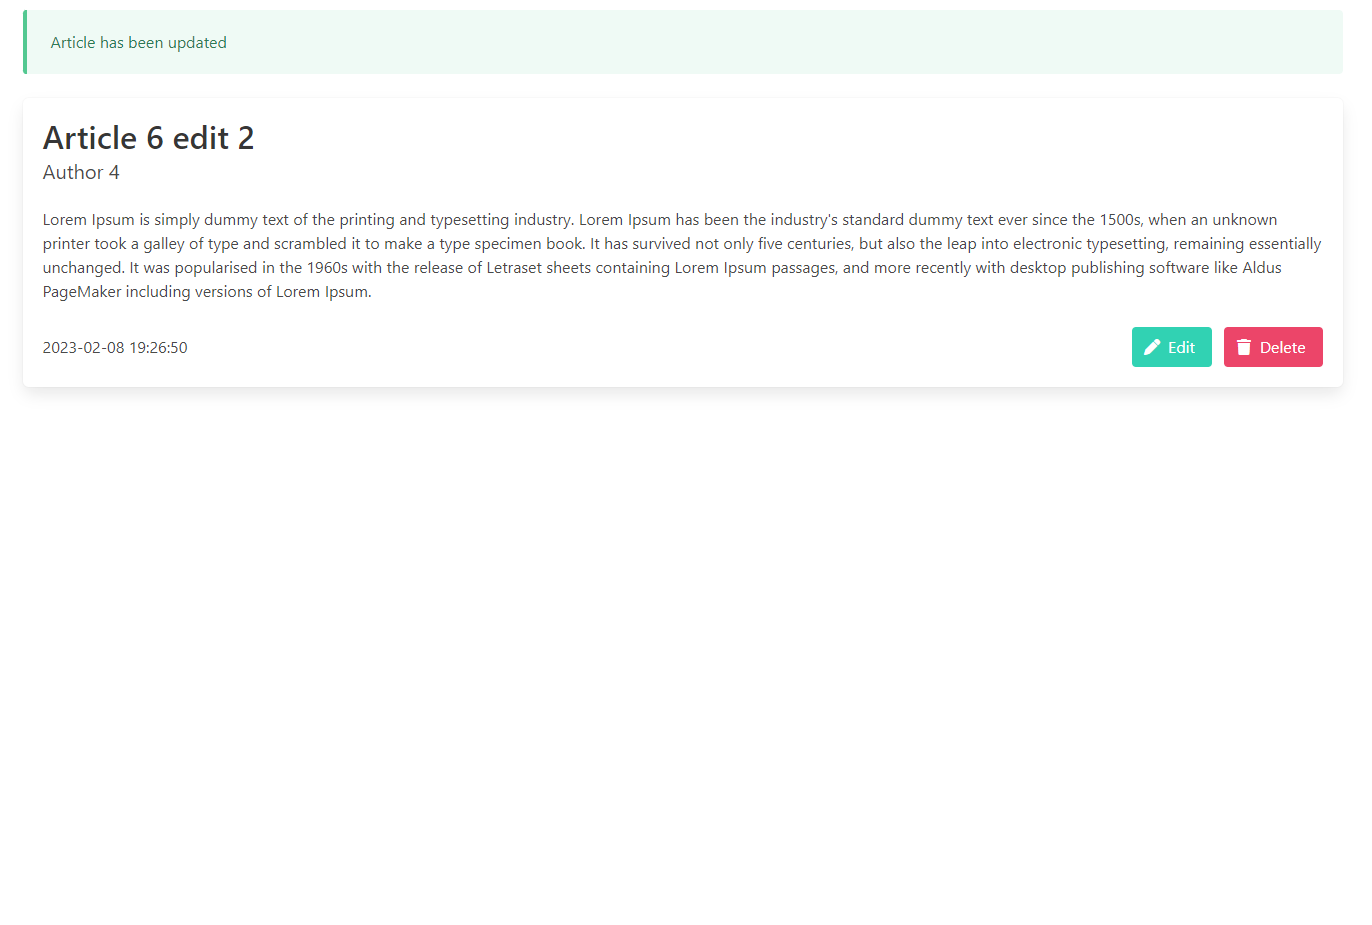 Article has been updated
Article 6 edit 2
Author 4
Lorem Ipsum is simply dummy text of the printing and typesetting industry. Lorem Ipsum has been the industry's standard dummy text ever since the 1500s, when an unknown
printer took a galley of type and scrambled it to make a type specimen book. It has survived not only five centuries, but also the leap into electronic typesetting, remaining essentially
unchanged. It was popularised in the 1960s with the release of Letraset sheets containing Lorem Ipsum passages, and more recently with desktop publishing software like Aldus
PageMaker including versions of Lorem Ipsum.
2023-02-08 19:26:50
Edit
Delete